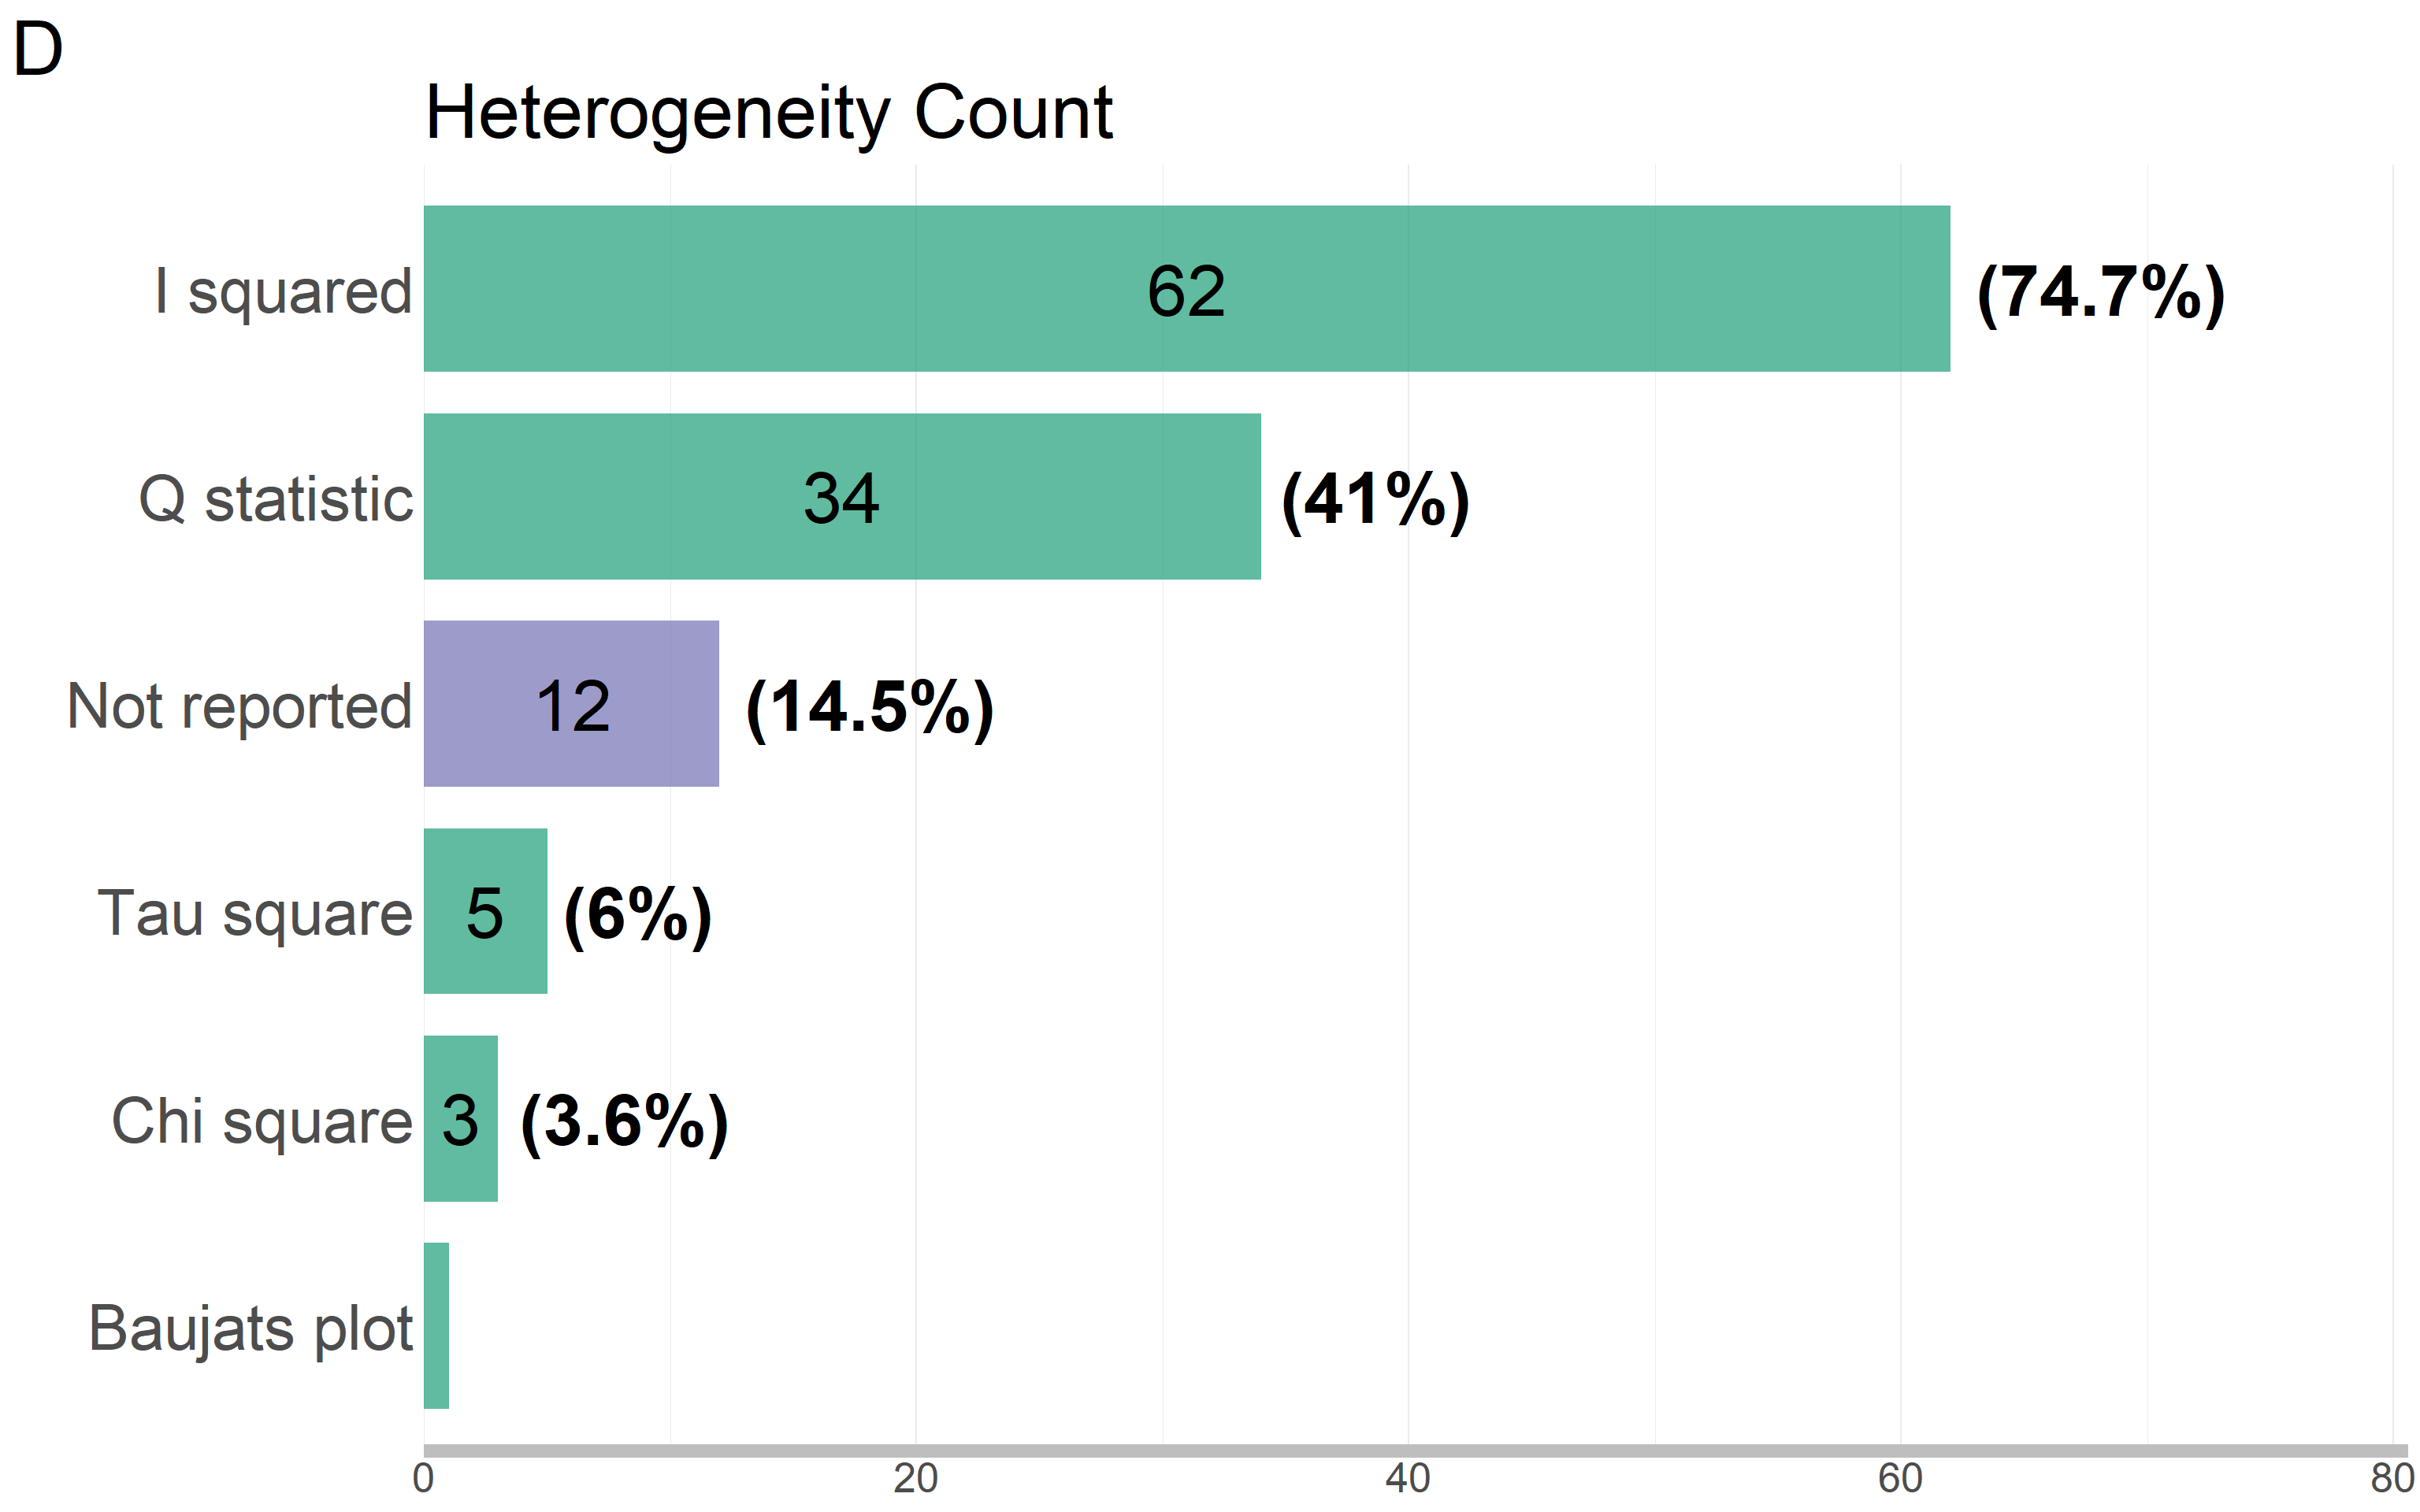 D
Heterogeneity Count
I squared 62 (74.7%)
Q statistic 34 (41%)
Not reported 12 (14.5%)
Tau square 5 (6%)
Chi square 3 (3.6%)
Baujats plot
0 20 40 60 80